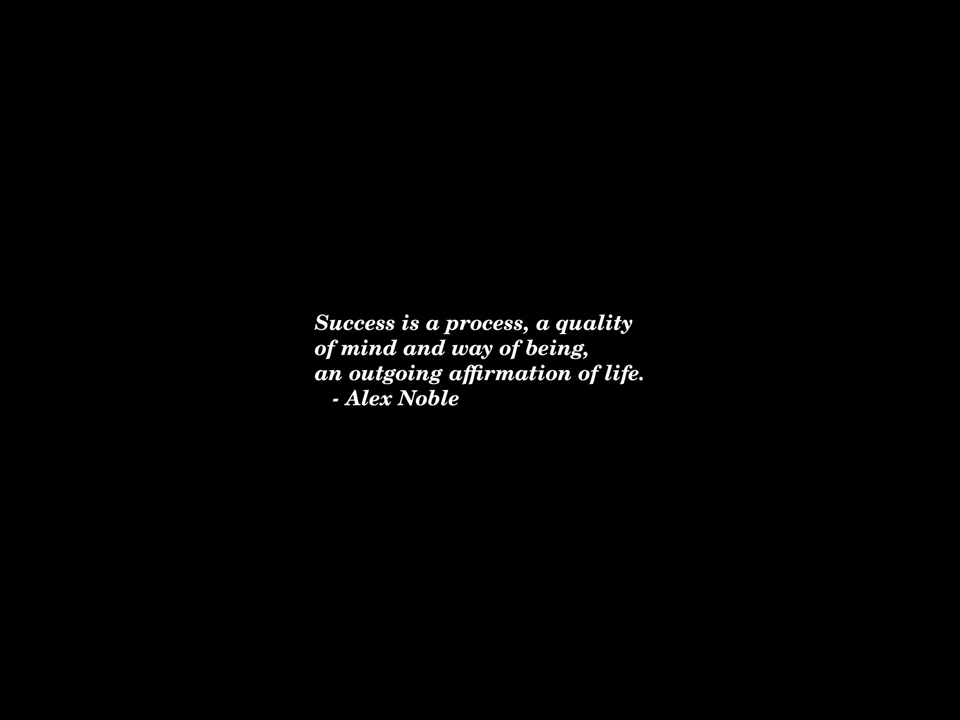 Success is a process, a quality
of mind and way of being,
an outgoing affirmation of life.
- Alex Noble